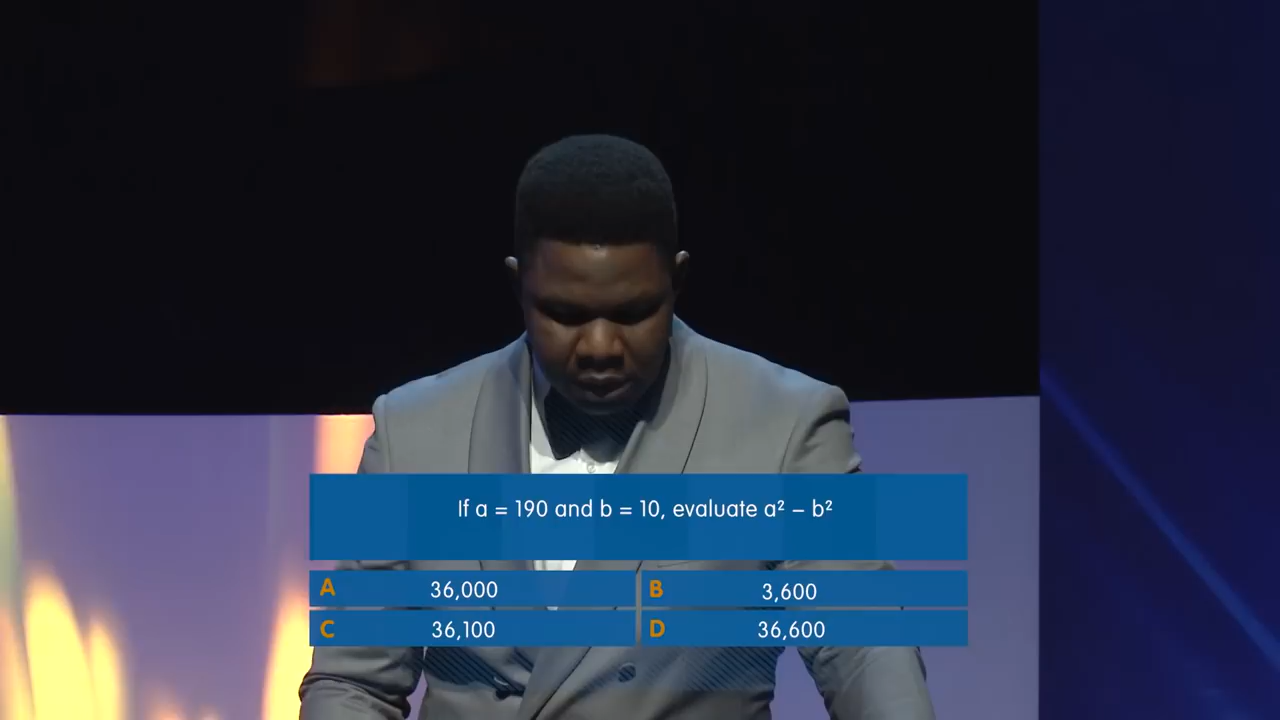 If a = 190 and b = 10, evaluate a² – b²
A 36,000
B 3,600
C 36,100
D 36,600